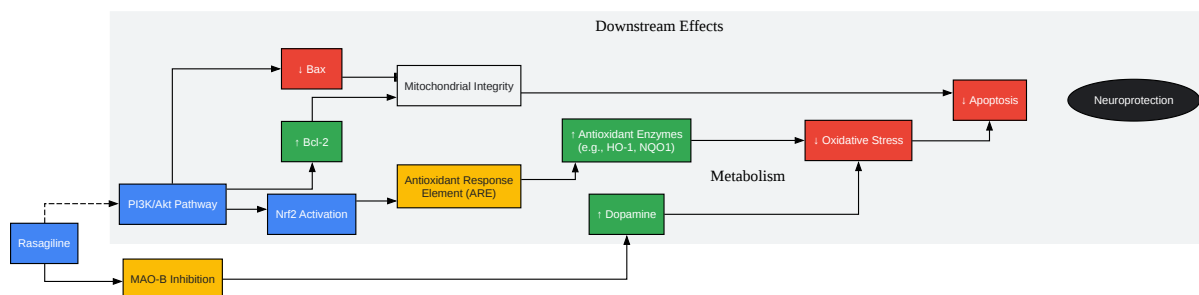 Downstream Effects
↓ Bax
Mitochondrial Integrity
↓ Apoptosis
Neuroprotection
↑ Bcl-2
↑ Antioxidant Enzymes
(e.g., HO-1, NQO1)
↓ Oxidative Stress
Metabolism
Antioxidant Response
Element (ARE)
PI3K/Akt Pathway
Nrf2 Activation
↑ Dopamine
Rasagiline
MAO-B Inhibition